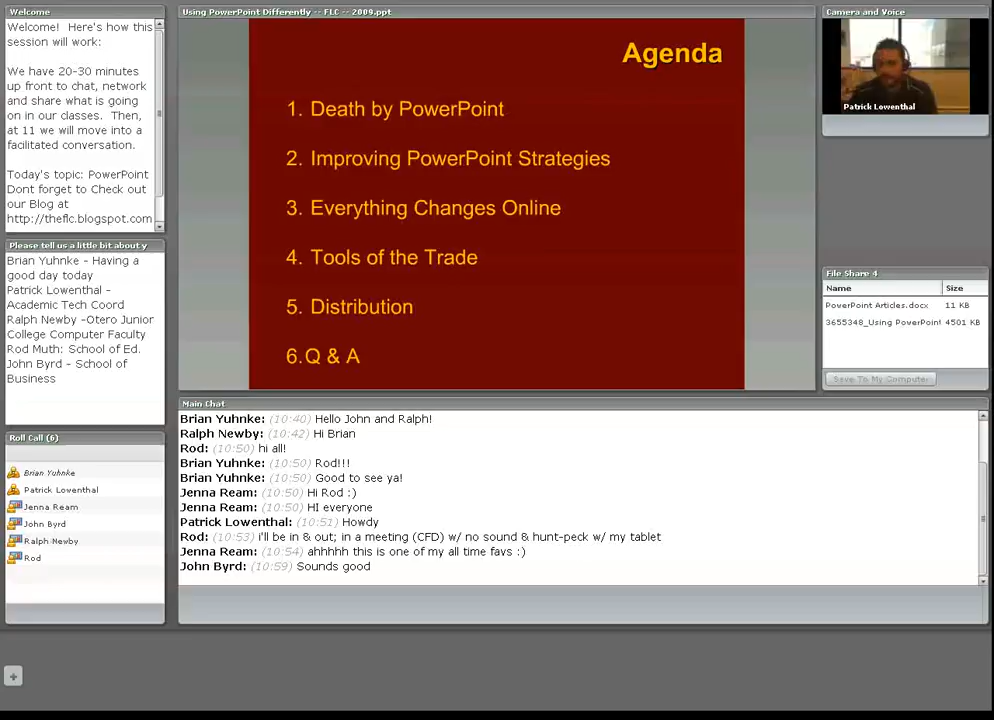 Welcome
Welcome!  Here's how this
session will work:
We have 20-30 minutes
up front to chat, network
and share what is going
on in our classes.  Then,
at 11 we will move into a
facilitated conversation.
Today's topic: PowerPoint
Dont forget to Check out
our Blog at
http://theflc.blogspot.com
Please tell us a little bit about y
Brian Yuhnke - Having a
good day today
Patrick Lowenthal -
Academic Tech Coord
Ralph Newby -Otero Junior
College Computer Faculty
Rod Muth: School of Ed.
John Byrd - School of
Business
Roll Call (6)
Brian Yuhnke
Patrick Lowenthal
Jenna Ream
John Byrd
Ralph Newby
Rod
Using PowerPoint Differently -- FLC -- 2009.ppt
Agenda
1. Death by PowerPoint
2. Improving PowerPoint Strategies
3. Everything Changes Online
4. Tools of the Trade
5. Distribution
6.Q & A
Main Chat
Brian Yuhnke: (10:40) Hello John and Ralph!
Ralph Newby: (10:42) Hi Brian
Rod: (10:50) hi all!
Brian Yuhnke: (10:50) Rod!!!
Brian Yuhnke: (10:50) Good to see ya!
Jenna Ream: (10:50) Hi Rod :)
Jenna Ream: (10:50) HI everyone
Patrick Lowenthal: (10:51) Howdy
Rod: (10:53) i'll be in & out; in a meeting (CFD) w/ no sound & hunt-peck w/ my tablet
Jenna Ream: (10:54) ahhhhh this is one of my all time favs :)
John Byrd: (10:59) Sounds good
Camera and Voice
Patrick Lowenthal
File Share 4
Name Size
PowerPoint Articles.docx 11 KB
3655348_Using PowerPoint 4501 KB
Save To My Computer